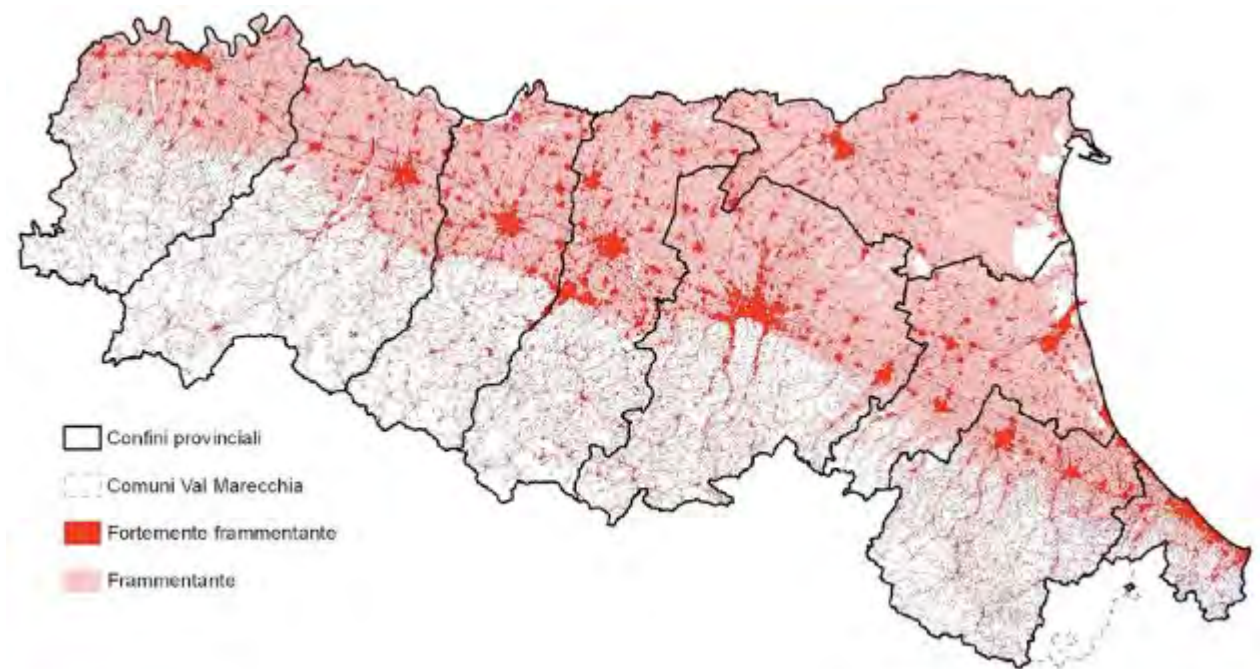 Confini provinciali
Comuni Val Marecchia
Fortemente frammentante
Frammentante